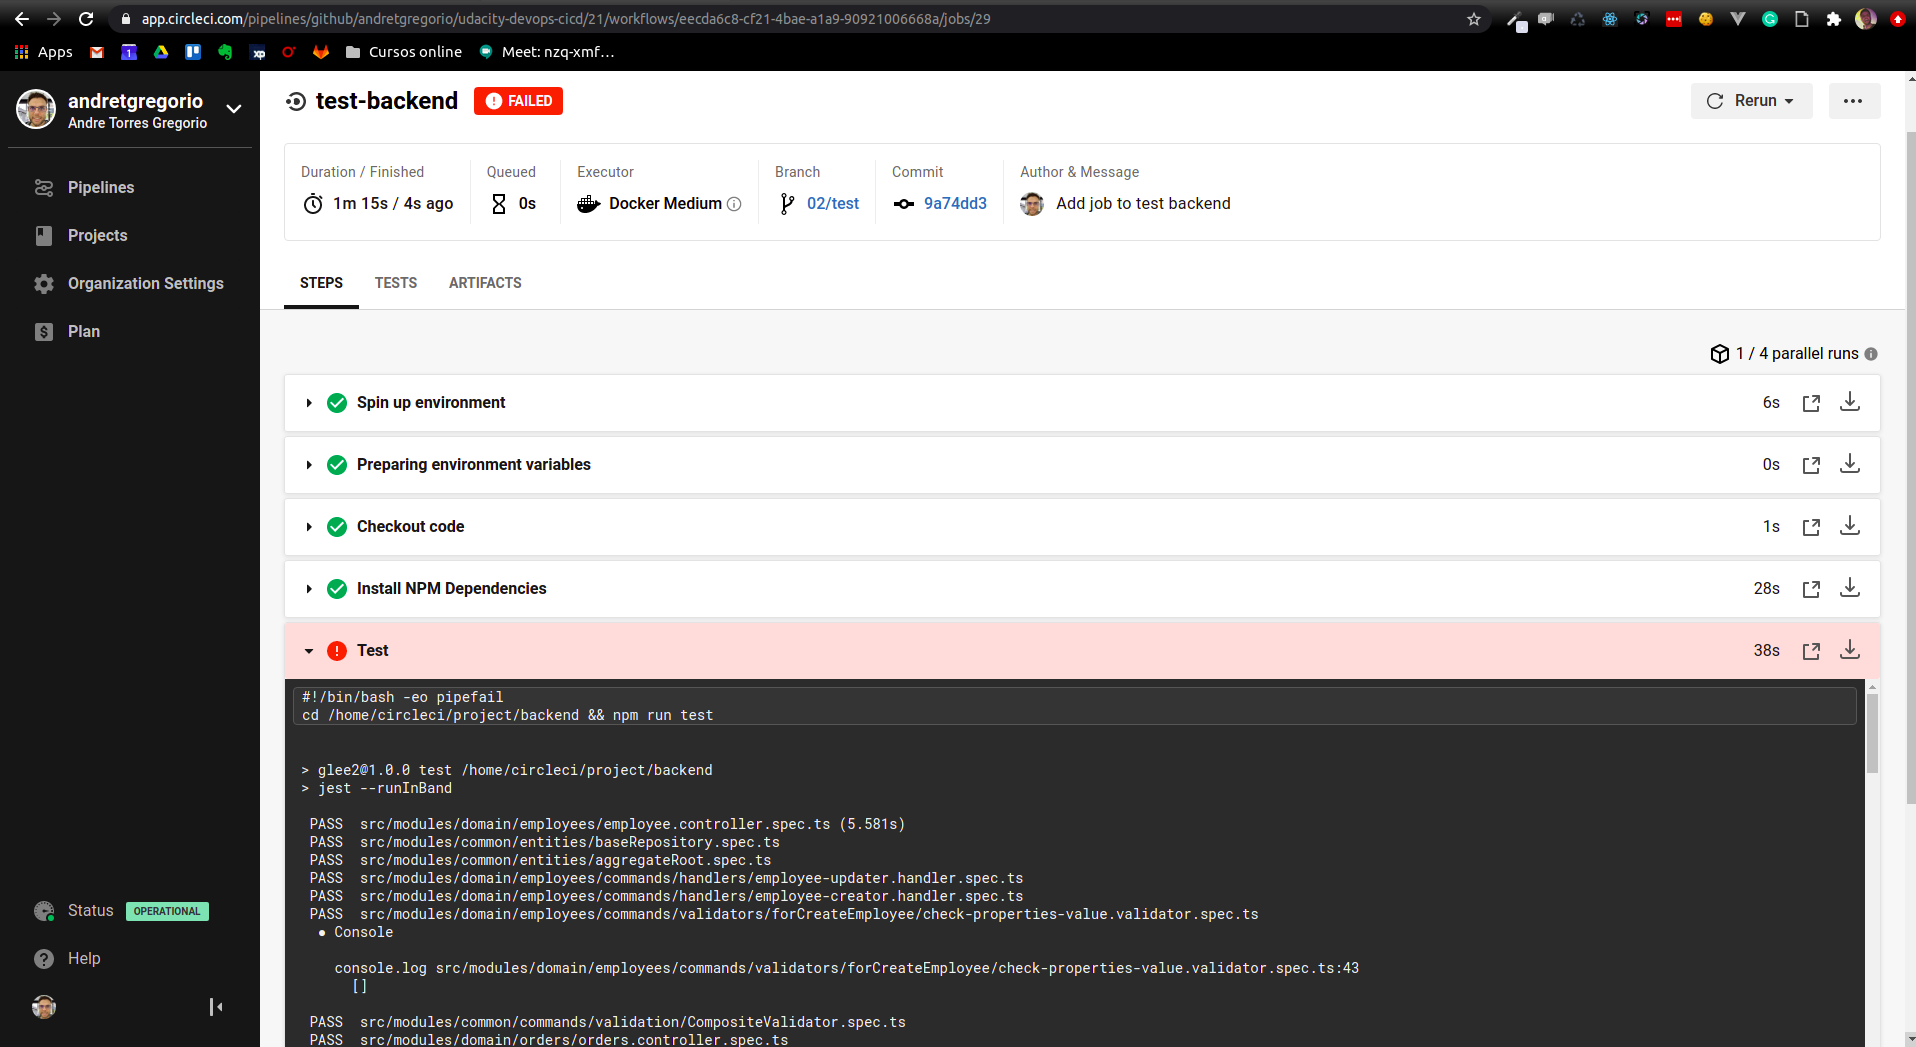 app.circleci.com/pipelines/github/andretgregorio/udacity-devops-cicd/21/workflows/eecda6c8-cf21-4bae-a1a9-90921006668a/jobs/29
Apps
1
xp
Cursos online
Meet: nzq-xmf…
andretgregorio
Andre Torres Gregorio
Pipelines
Projects
Organization Settings
Plan
Status OPERATIONAL
Help
test-backend
FAILED
Rerun
Duration / Finished
1m 15s / 4s ago
Queued
0s
Executor
Docker Medium
Branch
02/test
Commit
9a74dd3
Author & Message
Add job to test backend
STEPS
TESTS
ARTIFACTS
1 / 4 parallel runs
Spin up environment 6s
Preparing environment variables 0s
Checkout code 1s
Install NPM Dependencies 28s
Test 38s
#!/bin/bash -eo pipefail
cd /home/circleci/project/backend && npm run test
> glee2@1.0.0 test /home/circleci/project/backend
> jest --runInBand
PASS src/modules/domain/employees/employee.controller.spec.ts (5.581s)
PASS src/modules/common/entities/baseRepository.spec.ts
PASS src/modules/common/entities/aggregateRoot.spec.ts
PASS src/modules/domain/employees/commands/handlers/employee-updater.handler.spec.ts
PASS src/modules/domain/employees/commands/handlers/employee-creator.handler.spec.ts
PASS src/modules/domain/employees/commands/validators/forCreateEmployee/check-properties-value.validator.spec.ts
● Console
console.log src/modules/domain/employees/commands/validators/forCreateEmployee/check-properties-value.validator.spec.ts:43
[]
PASS src/modules/common/commands/validation/CompositeValidator.spec.ts
PASS src/modules/domain/orders/orders.controller.spec.ts